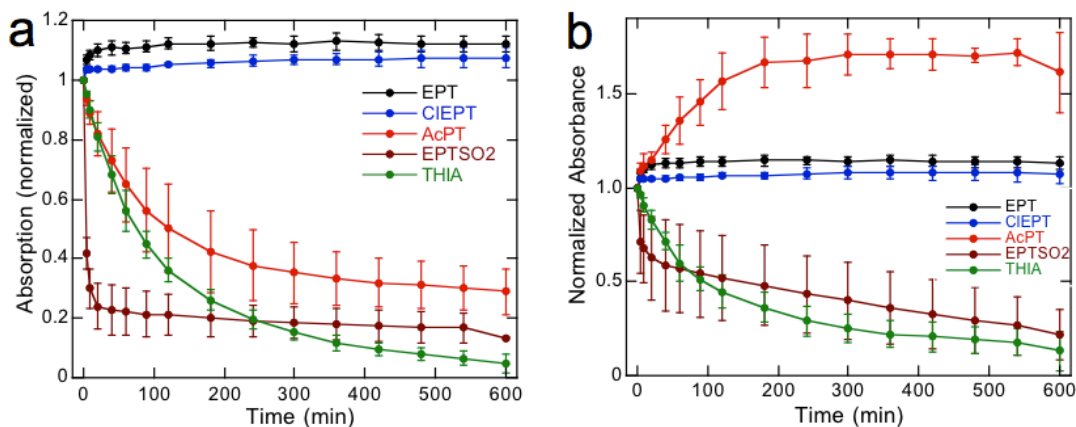 a
1.2
1
0.8
0.6
0.4
0.2
0
Absorption (normalized)
EPT
ClEPT
AcPT
EPTSO2
THIA
0 100 200 300 400 500 600
Time (min)
b
1.5
1.0
0.5
0
Normalized Absorbance
EPT
ClEPT
AcPT
EPTSO2
THIA
0 100 200 300 400 500 600
Time (min)